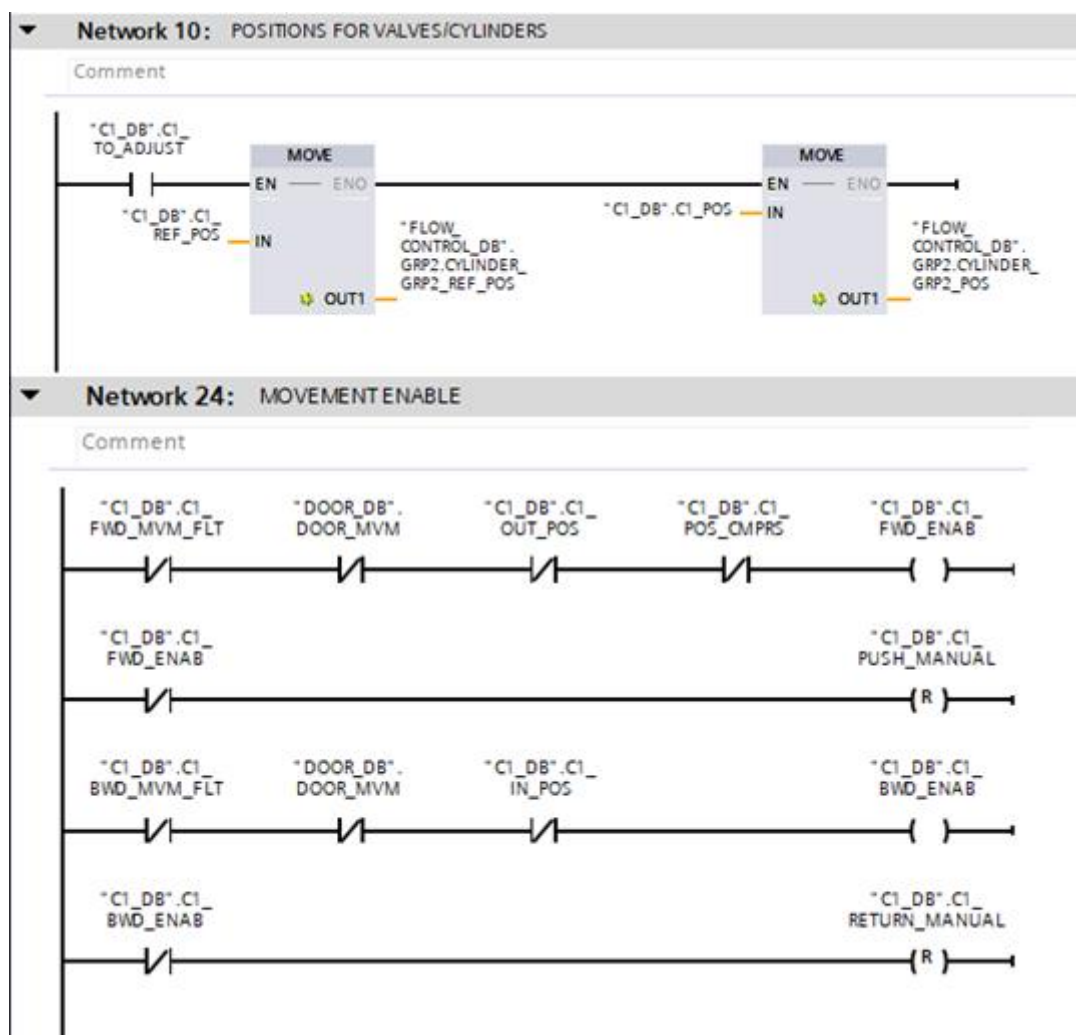 Network 10: POSITIONS FOR VALVES/CYLINDERS
Comment
"C1_DB".C1_
TO_ADJUST
MOVE
EN ENO
"C1_DB".C1_
REF_POS
IN
OUT1
"FLOW_
CONTROL_DB".
GRP2.CYLINDER_
GRP2_REF_POS
MOVE
EN ENO
"C1_DB".C1_POS
IN
OUT1
"FLOW_
CONTROL_DB".
GRP2.CYLINDER_
GRP2_POS
Network 24: MOVEMENT ENABLE
Comment
"C1_DB".C1_
FWD_MVM_FLT
"DOOR_DB".
DOOR_MVM
"C1_DB".C1_
OUT_POS
"C1_DB".C1_
POS_CMPRS
"C1_DB".C1_
FWD_ENAB
"C1_DB".C1_
FWD_ENAB
"C1_DB".C1_
PUSH_MANUAL
R
"C1_DB".C1_
BWD_MVM_FLT
"DOOR_DB".
DOOR_MVM
"C1_DB".C1_
IN_POS
"C1_DB".C1_
BWD_ENAB
"C1_DB".C1_
BWD_ENAB
"C1_DB".C1_
RETURN_MANUAL
R